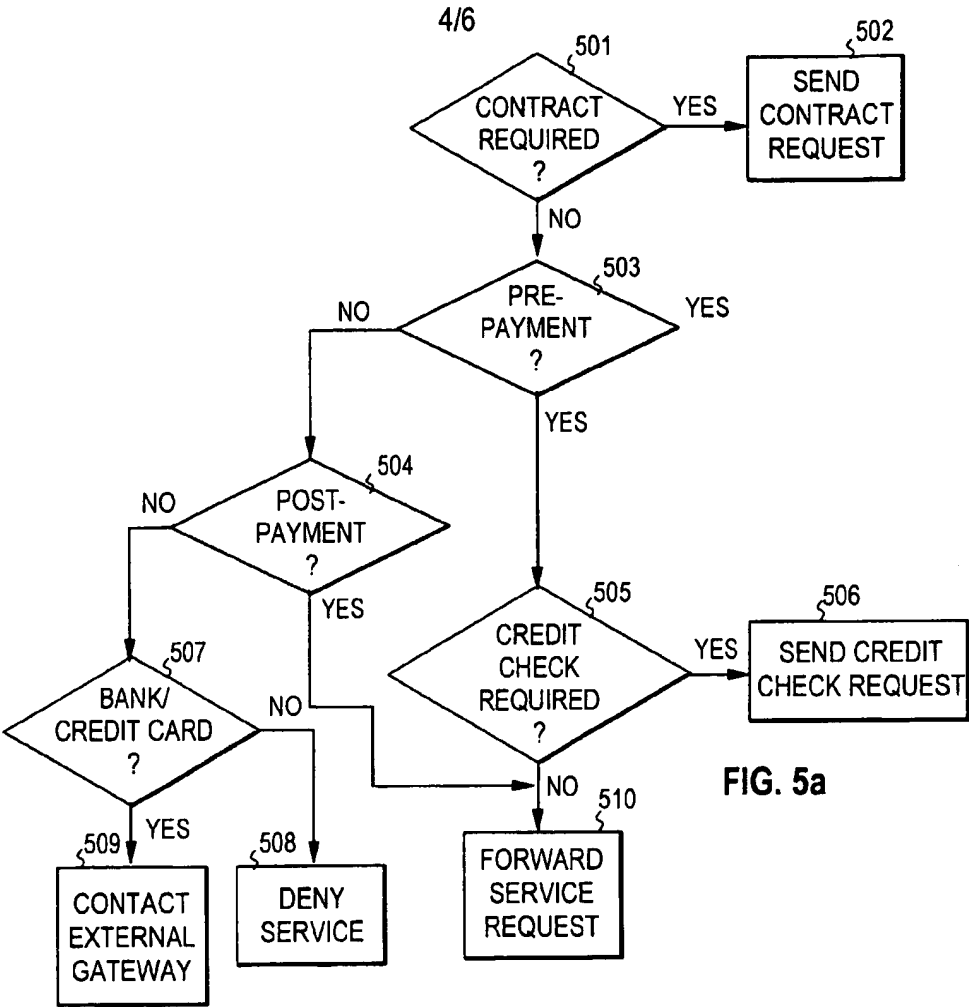 4/6
501
CONTRACT
REQUIRED
?
YES
502
SEND
CONTRACT
REQUEST
NO
503
PRE-
PAYMENT
?
NO
YES
YES
504
POST-
PAYMENT
?
NO
YES
505
CREDIT
CHECK
REQUIRED
?
YES
506
SEND CREDIT
CHECK REQUEST
507
BANK/
CREDIT CARD
?
NO
YES
NO
FIG. 5a
509
CONTACT
EXTERNAL
GATEWAY
508
DENY
SERVICE
510
FORWARD
SERVICE
REQUEST